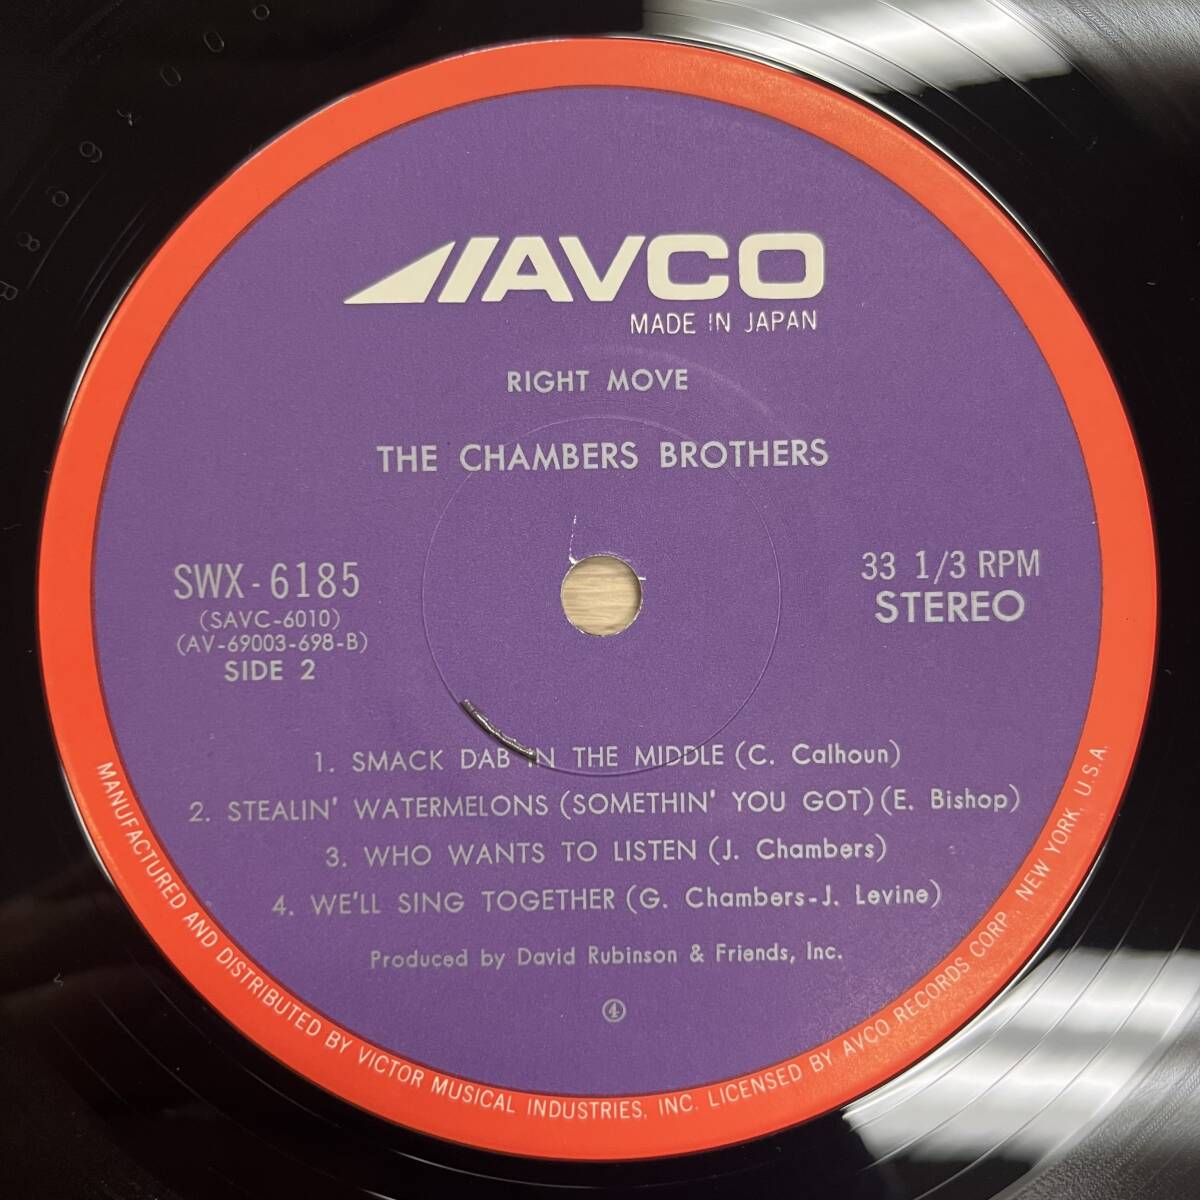 AVCO
MADE IN JAPAN
RIGHT MOVE
THE CHAMBERS BROTHERS
SWX-6185
(SAVC-6010)
(AV-69003-698-B)
SIDE 2
33 1/3 RPM
STEREO
1. SMACK DAB IN THE MIDDLE (C. Calhoun)
2. STEALIN' WATERMELONS (SOMETHIN' YOU GOT) (E. Bishop)
3. WHO WANTS TO LISTEN (J. Chambers)
4. WE'LL SING TOGETHER (G. Chambers-J. Levine)
Produced by David Rubinson & Friends, Inc.
④
MANUFACTURED AND DISTRIBUTED BY VICTOR MUSICAL INDUSTRIES, INC. LICENSED BY AVCO RECORDS CORP., NEW YORK, U.S.A.